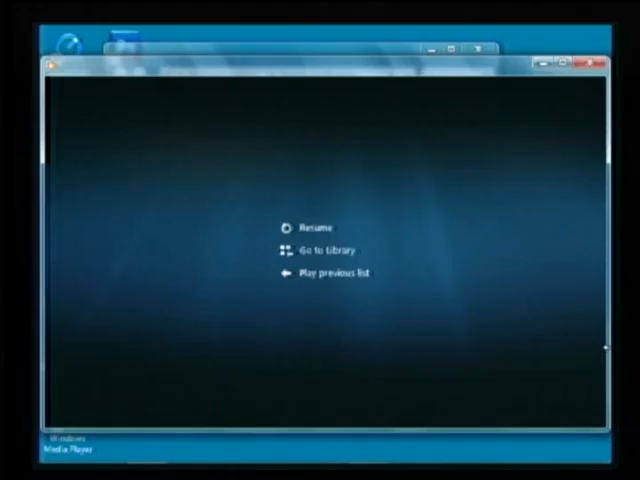 Resume
Go to Library
Play previous list
Windows
Media Player